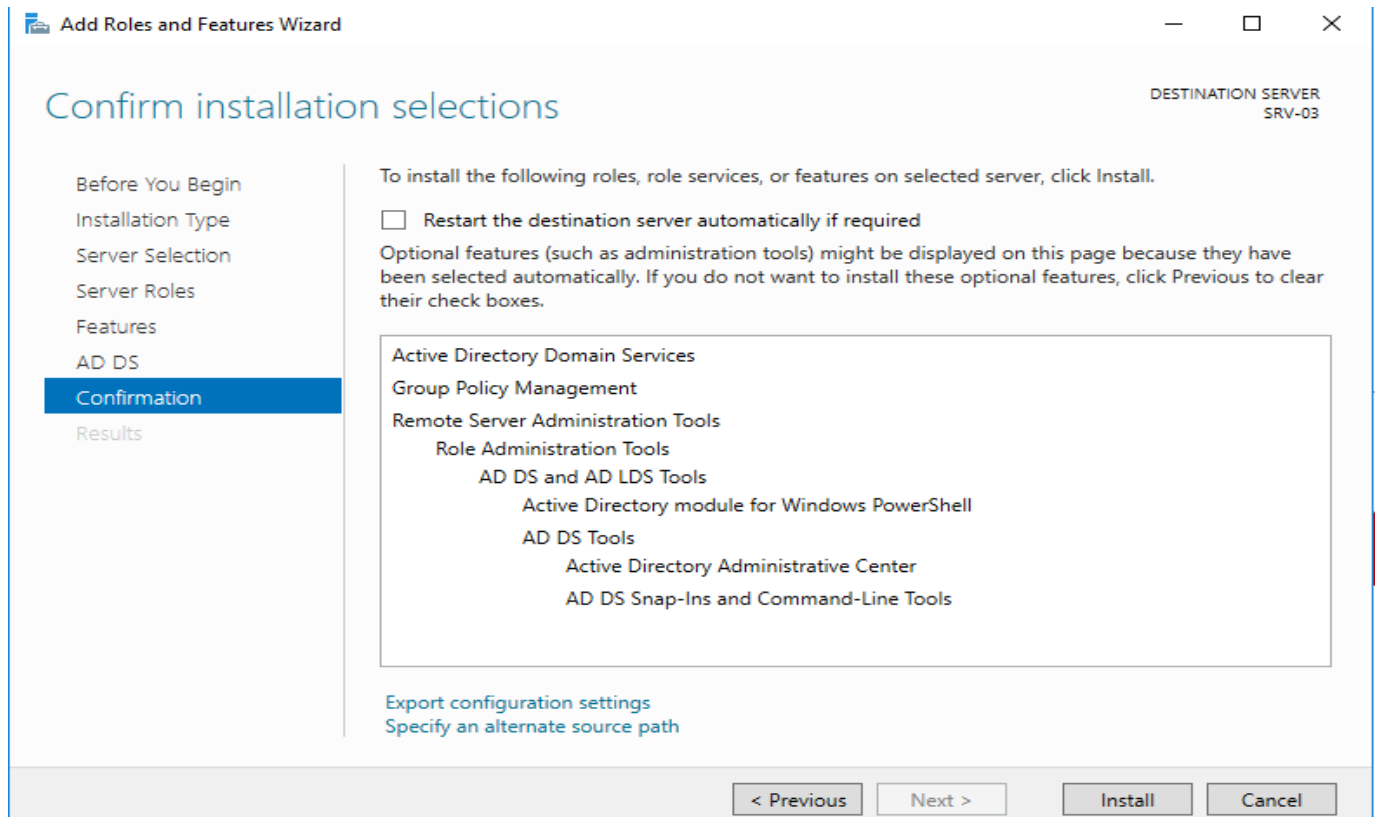 Add Roles and Features Wizard
Confirm installation selections
DESTINATION SERVER
SRV-03
Before You Begin
Installation Type
Server Selection
Server Roles
Features
AD DS
Confirmation
Results
To install the following roles, role services, or features on selected server, click Install.
Restart the destination server automatically if required
Optional features (such as administration tools) might be displayed on this page because they have
been selected automatically. If you do not want to install these optional features, click Previous to clear
their check boxes.
Active Directory Domain Services
Group Policy Management
Remote Server Administration Tools
Role Administration Tools
AD DS and AD LDS Tools
Active Directory module for Windows PowerShell
AD DS Tools
Active Directory Administrative Center
AD DS Snap-Ins and Command-Line Tools
Export configuration settings
Specify an alternate source path
< Previous
Next >
Install
Cancel